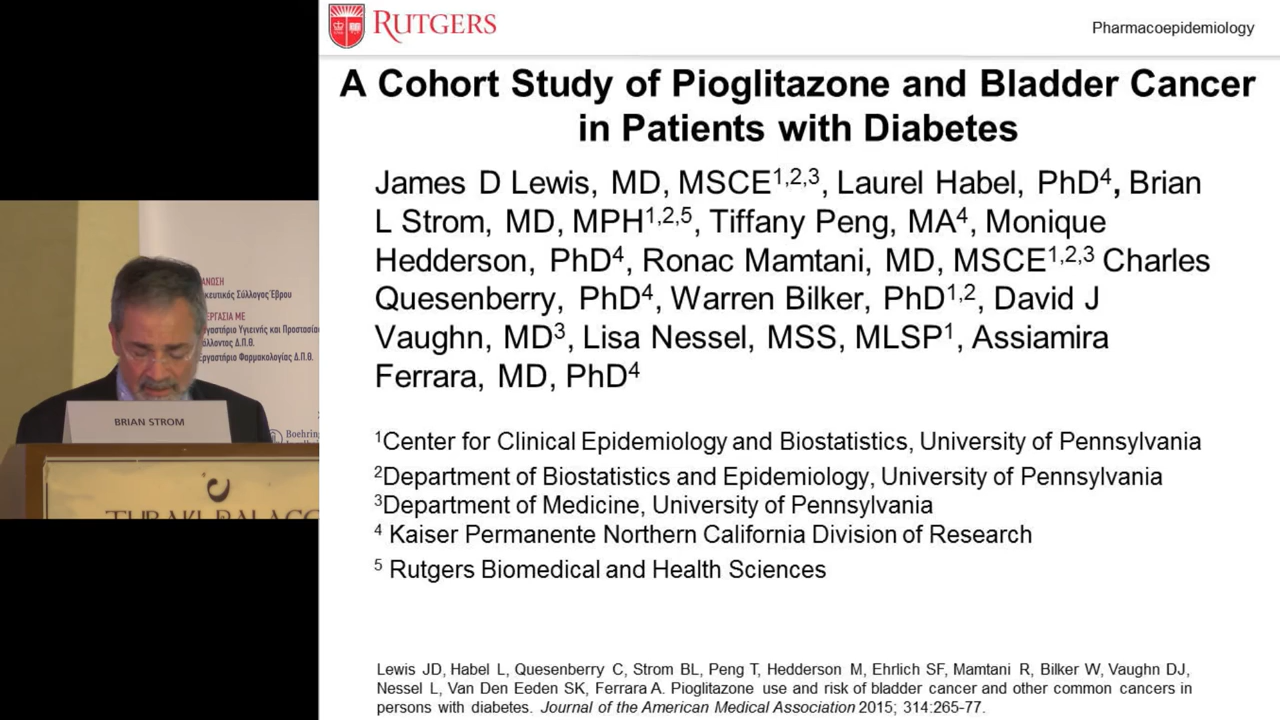 RUTGERS
Pharmacoepidemiology
A Cohort Study of Pioglitazone and Bladder Cancer
in Patients with Diabetes
James D Lewis, MD, MSCE1,2,3, Laurel Habel, PhD4, Brian
L Strom, MD, MPH1,2,5, Tiffany Peng, MA4, Monique
Hedderson, PhD4, Ronac Mamtani, MD, MSCE1,2,3 Charles
Quesenberry, PhD4, Warren Bilker, PhD1,2, David J
Vaughn, MD3, Lisa Nessel, MSS, MLSP1, Assiamira
Ferrara, MD, PhD4
1Center for Clinical Epidemiology and Biostatistics, University of Pennsylvania
2Department of Biostatistics and Epidemiology, University of Pennsylvania
3Department of Medicine, University of Pennsylvania
4 Kaiser Permanente Northern California Division of Research
5 Rutgers Biomedical and Health Sciences
Lewis JD, Habel L, Quesenberry C, Strom BL, Peng T, Hedderson M, Ehrlich SF, Mamtani R, Bilker W, Vaughn DJ,
Nessel L, Van Den Eeden SK, Ferrara A. Pioglitazone use and risk of bladder cancer and other common cancers in
persons with diabetes. Journal of the American Medical Association 2015; 314:265-77.
Σύλλογος Έβρου
ΜΕ
Υγιεινής και Προστασίας
Δ.Π.Θ.
Φαρμακολογίας Δ.Π.Θ.
BRIAN STROM